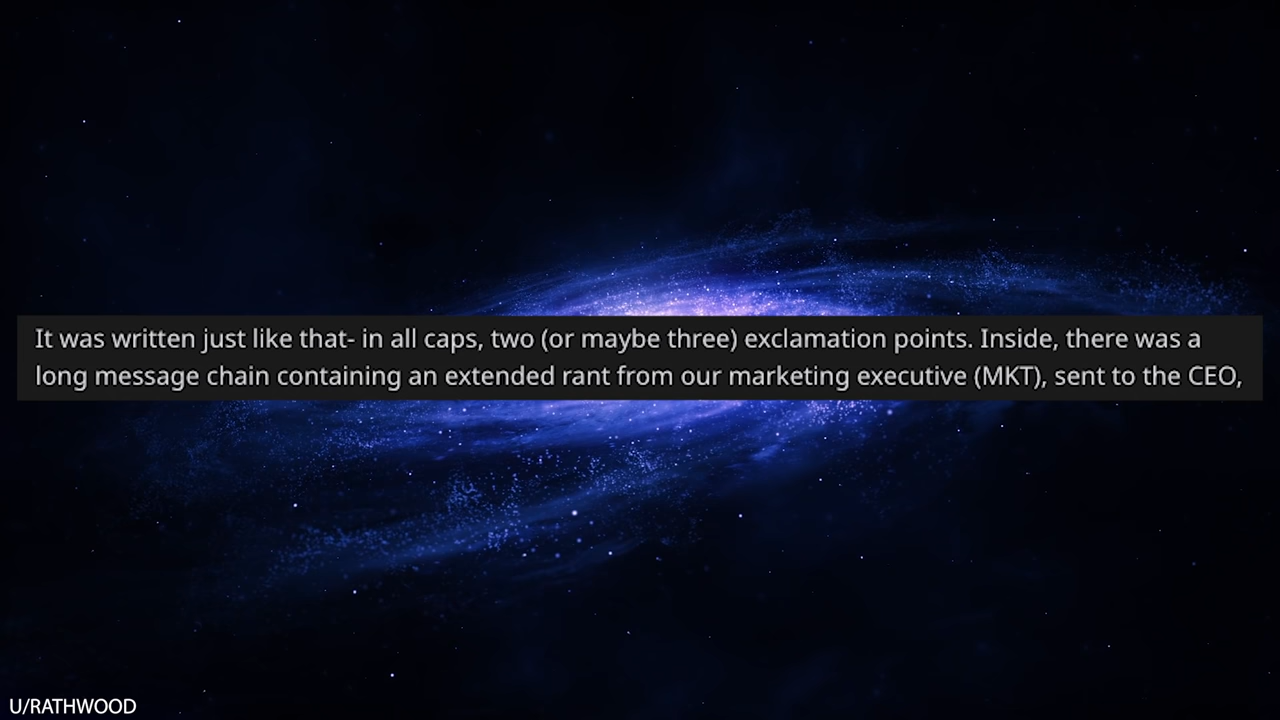 It was written just like that- in all caps, two (or maybe three) exclamation points. Inside, there was a
long message chain containing an extended rant from our marketing executive (MKT), sent to the CEO,
U/RATHWOOD